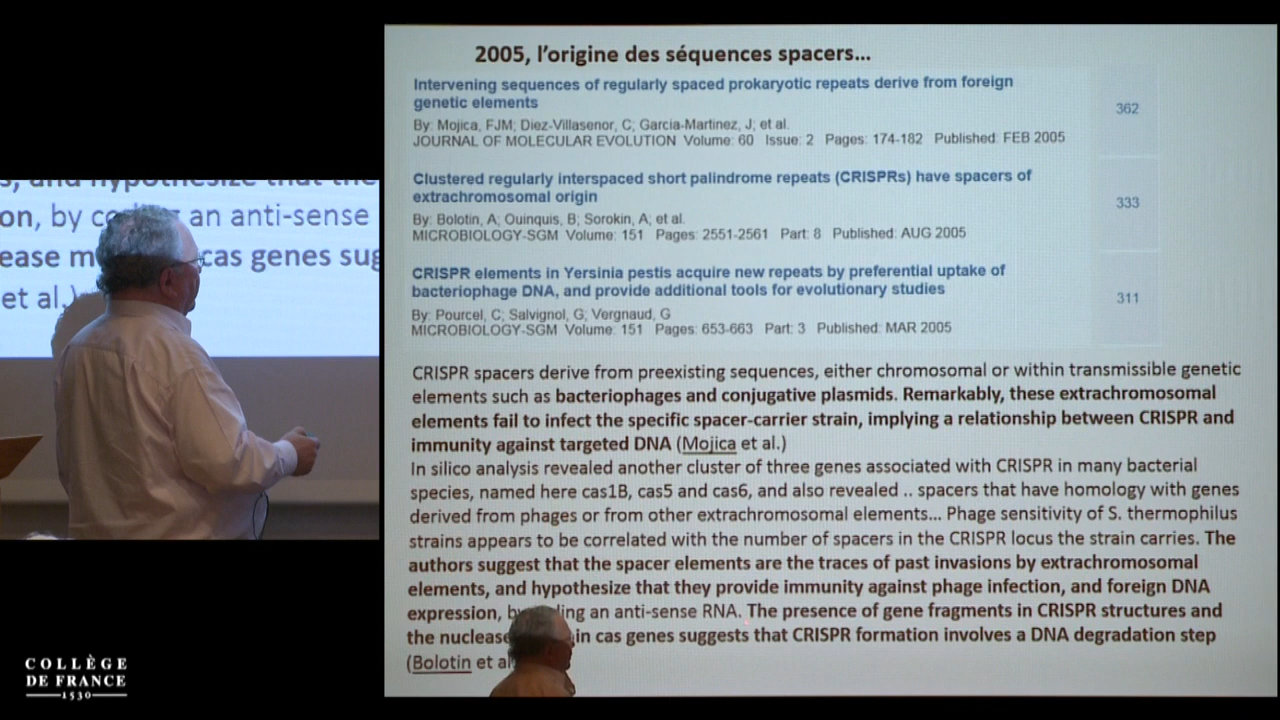 2005, l'origine des séquences spacers...
Intervening sequences of regularly spaced prokaryotic repeats derive from foreign
genetic elements
362
By: Mojica, FJM; Diez-Villasenor, C; Garcia-Martinez, J; et al.
JOURNAL OF MOLECULAR EVOLUTION Volume: 60 Issue: 2 Pages: 174-182 Published: FEB 2005
Clustered regularly interspaced short palindrome repeats (CRISPRs) have spacers of
extrachromosomal origin
333
By: Bolotin, A; Ouinquis, B; Sorokin, A; et al.
MICROBIOLOGY-SGM Volume: 151 Pages: 2551-2561 Part: 8 Published: AUG 2005
CRISPR elements in Yersinia pestis acquire new repeats by preferential uptake of
bacteriophage DNA, and provide additional tools for evolutionary studies
311
By: Pourcel, C; Salvignol, G; Vergnaud, G
MICROBIOLOGY-SGM Volume: 151 Pages: 653-663 Part: 3 Published: MAR 2005
CRISPR spacers derive from preexisting sequences, either chromosomal or within transmissible genetic
elements such as bacteriophages and conjugative plasmids. Remarkably, these extrachromosomal
elements fail to infect the specific spacer-carrier strain, implying a relationship between CRISPR and
immunity against targeted DNA (Mojica et al.)
In silico analysis revealed another cluster of three genes associated with CRISPR in many bacterial
species, named here cas1B, cas5 and cas6, and also revealed .. spacers that have homology with genes
derived from phages or from other extrachromosomal elements... Phage sensitivity of S. thermophilus
strains appears to be correlated with the number of spacers in the CRISPR locus the strain carries. The
authors suggest that the spacer elements are the traces of past invasions by extrachromosomal
elements, and hypothesize that they provide immunity against phage infection, and foreign DNA
expression, by an anti-sense RNA. The presence of gene fragments in CRISPR structures and
the nuclease in cas genes suggests that CRISPR formation involves a DNA degradation step
(Bolotin et al
and hypothesize that the
on, by an anti-sense
ease cas genes sug
et al.)
COLLÈGE
DE FRANCE
1530